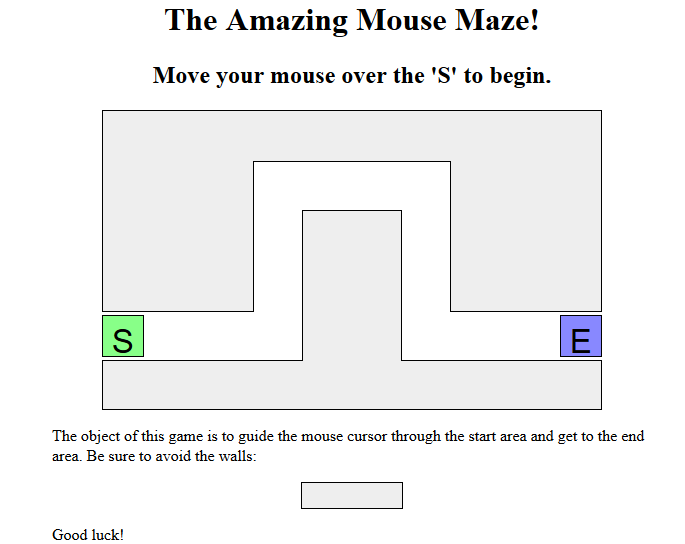 The Amazing Mouse Maze!
Move your mouse over the 'S' to begin.
S
E
The object of this game is to guide the mouse cursor through the start area and get to the end
area. Be sure to avoid the walls:
Good luck!